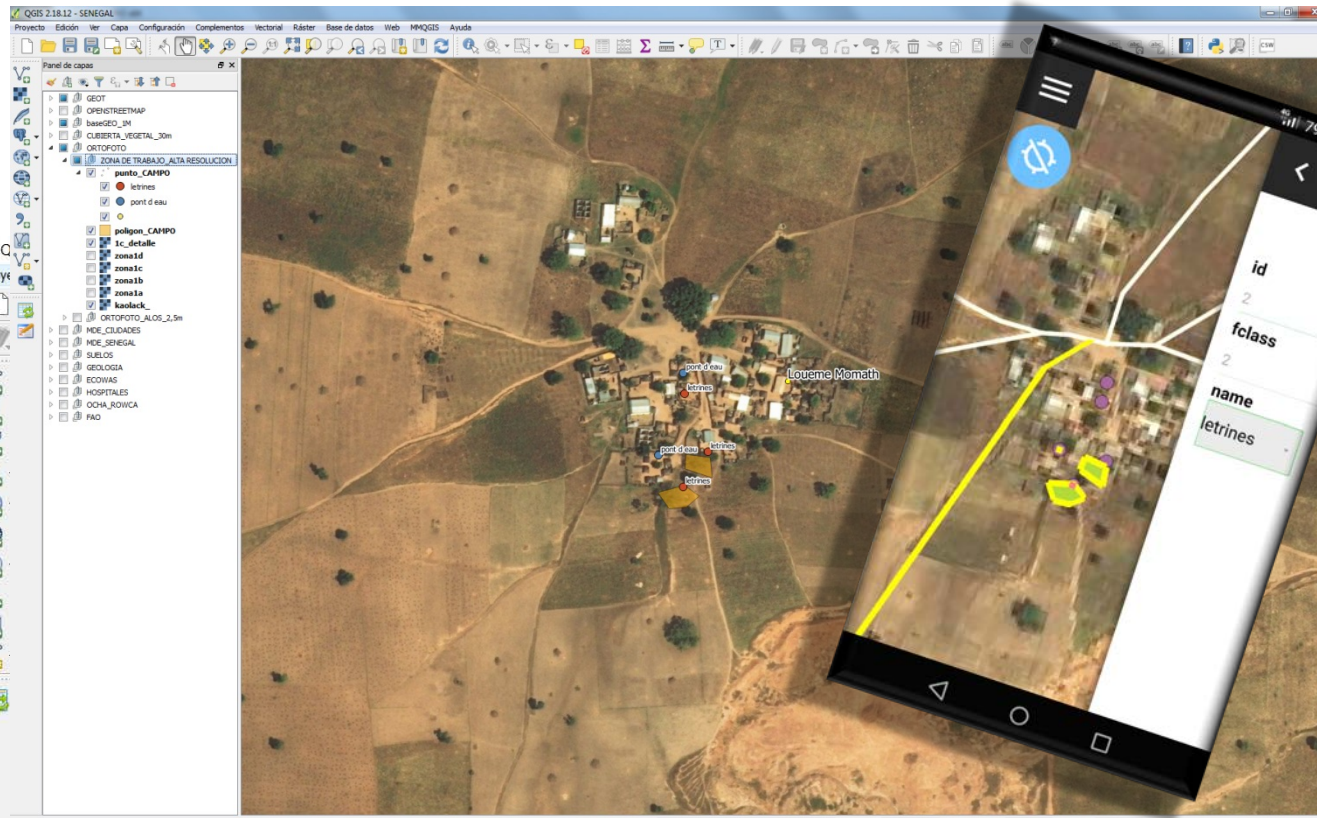 QGIS 2.18.12 - SENEGAL
Proyecto Edición Ver Capa Configuración Complementos Vectorial Ráster Base de datos Web MMQGIS Ayuda
CSW
Panel de capas
GEOT
OPENSTREETMAP
baseGEO_1M
CUBIERTA_VEGETAL_30m
ORTOFOTO
ZONA DE TRABAJO_ALTA RESOLUCION
punto_CAMPO
letrines
pont d eau
poligon_CAMPO
1c_detalle
zona1d
zona1c
zona1b
zona1a
kaolack_
ORTOFOTO_ALOS_2,5m
MDE_CIUDADES
MDE_SENEGAL
SUELOS
GEOLOGIA
ECOWAS
HOSPITALES
OCHA_ROWCA
FAO
pont d eau
letrines
Loueme Momath
pont d eau
letrines
letrines
4G 79
id
2
fclass
2
name
letrines